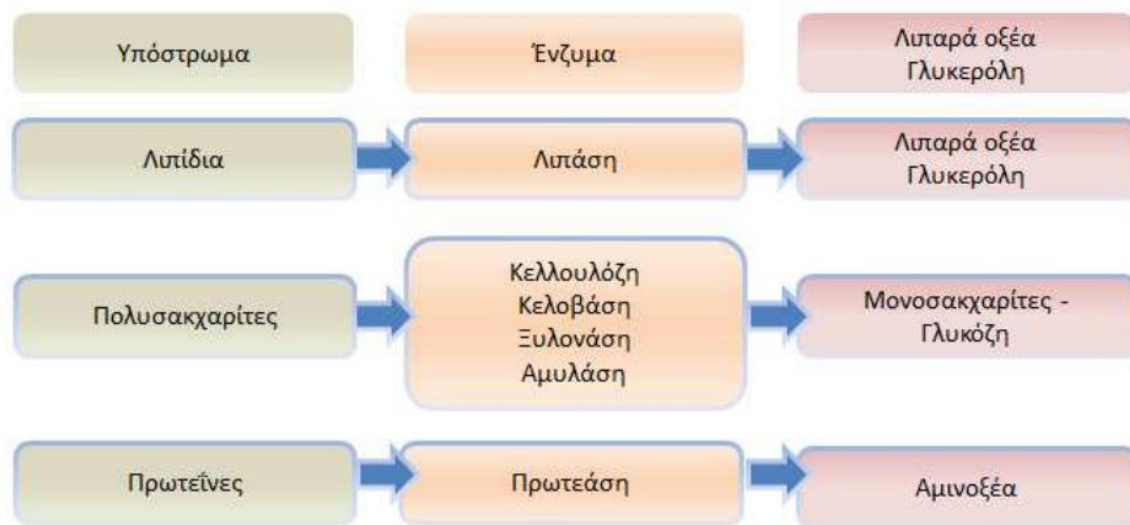 Υπόστρωμα
Ένζυμα
Λιπαρά οξέα
Γλυκερόλη
Λιπίδια
Λιπάση
Λιπαρά οξέα
Γλυκερόλη
Πολυσακχαρίτες
Κελλουλόζη
Κελοβάση
Ξυλονάση
Αμυλάση
Μονοσακχαρίτες -
Γλυκόζη
Πρωτεΐνες
Πρωτεάση
Αμινοξέα